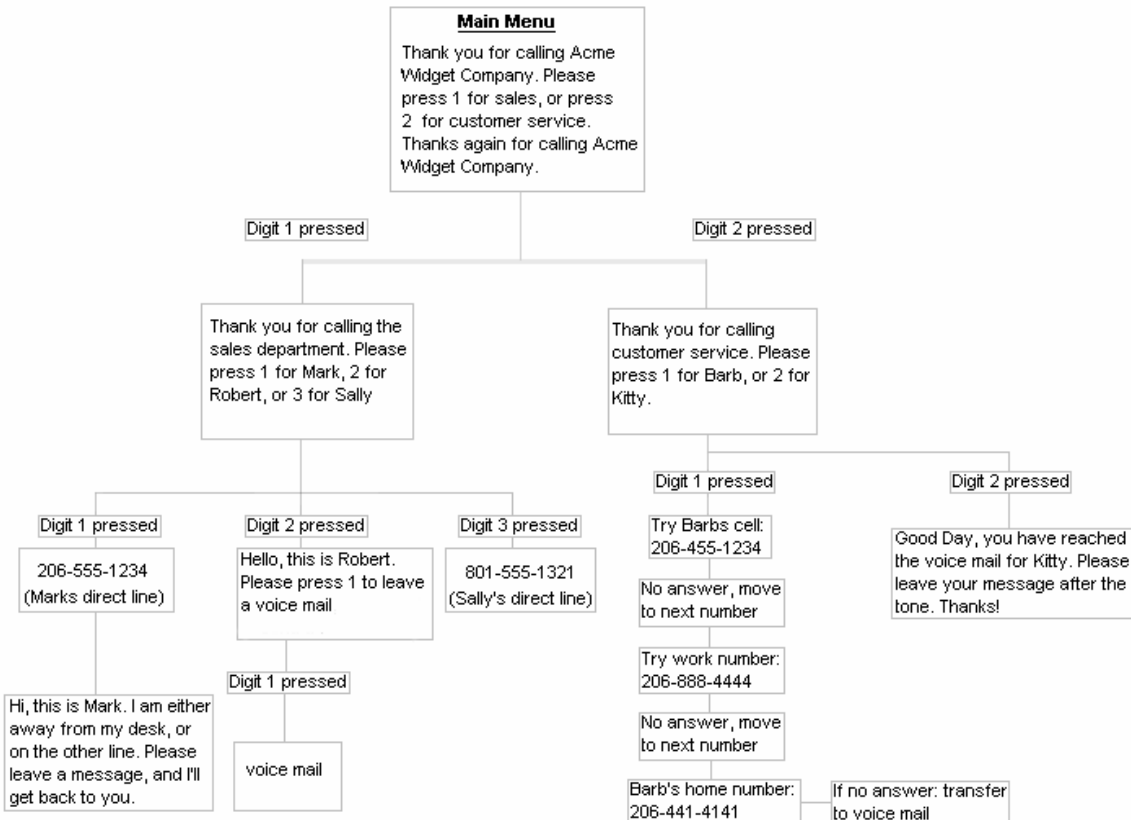 Main Menu
Thank you for calling Acme
Widget Company. Please
press 1 for sales, or press
2 for customer service.
Thanks again for calling Acme
Widget Company.
Digit 1 pressed
Digit 2 pressed
Thank you for calling the
sales department. Please
press 1 for Mark, 2 for
Robert, or 3 for Sally
Thank you for calling
customer service. Please
press 1 for Barb, or 2 for
Kitty.
Digit 1 pressed
206-555-1234
(Marks direct line)
Hi, this is Mark. I am either
away from my desk, or
on the other line. Please
leave a message, and I'll
get back to you.
Digit 2 pressed
Hello, this is Robert.
Please press 1 to leave
a voice mail
Digit 1 pressed
voice mail
Digit 3 pressed
801-555-1321
(Sally's direct line)
Digit 1 pressed
Try Barbs cell:
206-455-1234
No answer, move
to next number
Try work number:
206-888-4444
No answer, move
to next number
Barb's home number:
206-441-4141
If no answer: transfer
to voice mail
Digit 2 pressed
Good Day, you have reached
the voice mail for Kitty. Please
leave your message after the
tone. Thanks!